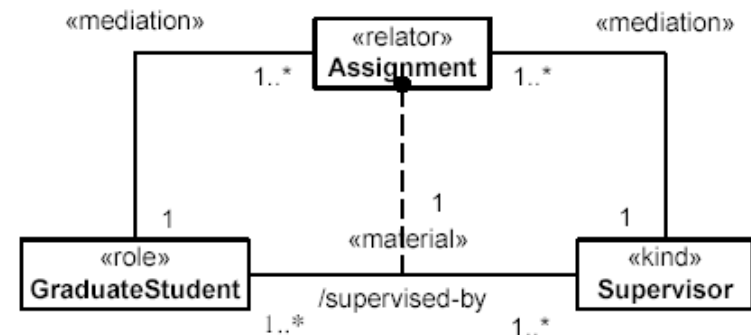 «mediation»
«relator»
Assignment
«mediation»
1..*
1..*
1
1
1
«material»
«role»
GraduateStudent
/supervised-by
«kind»
Supervisor
1..*
1..*